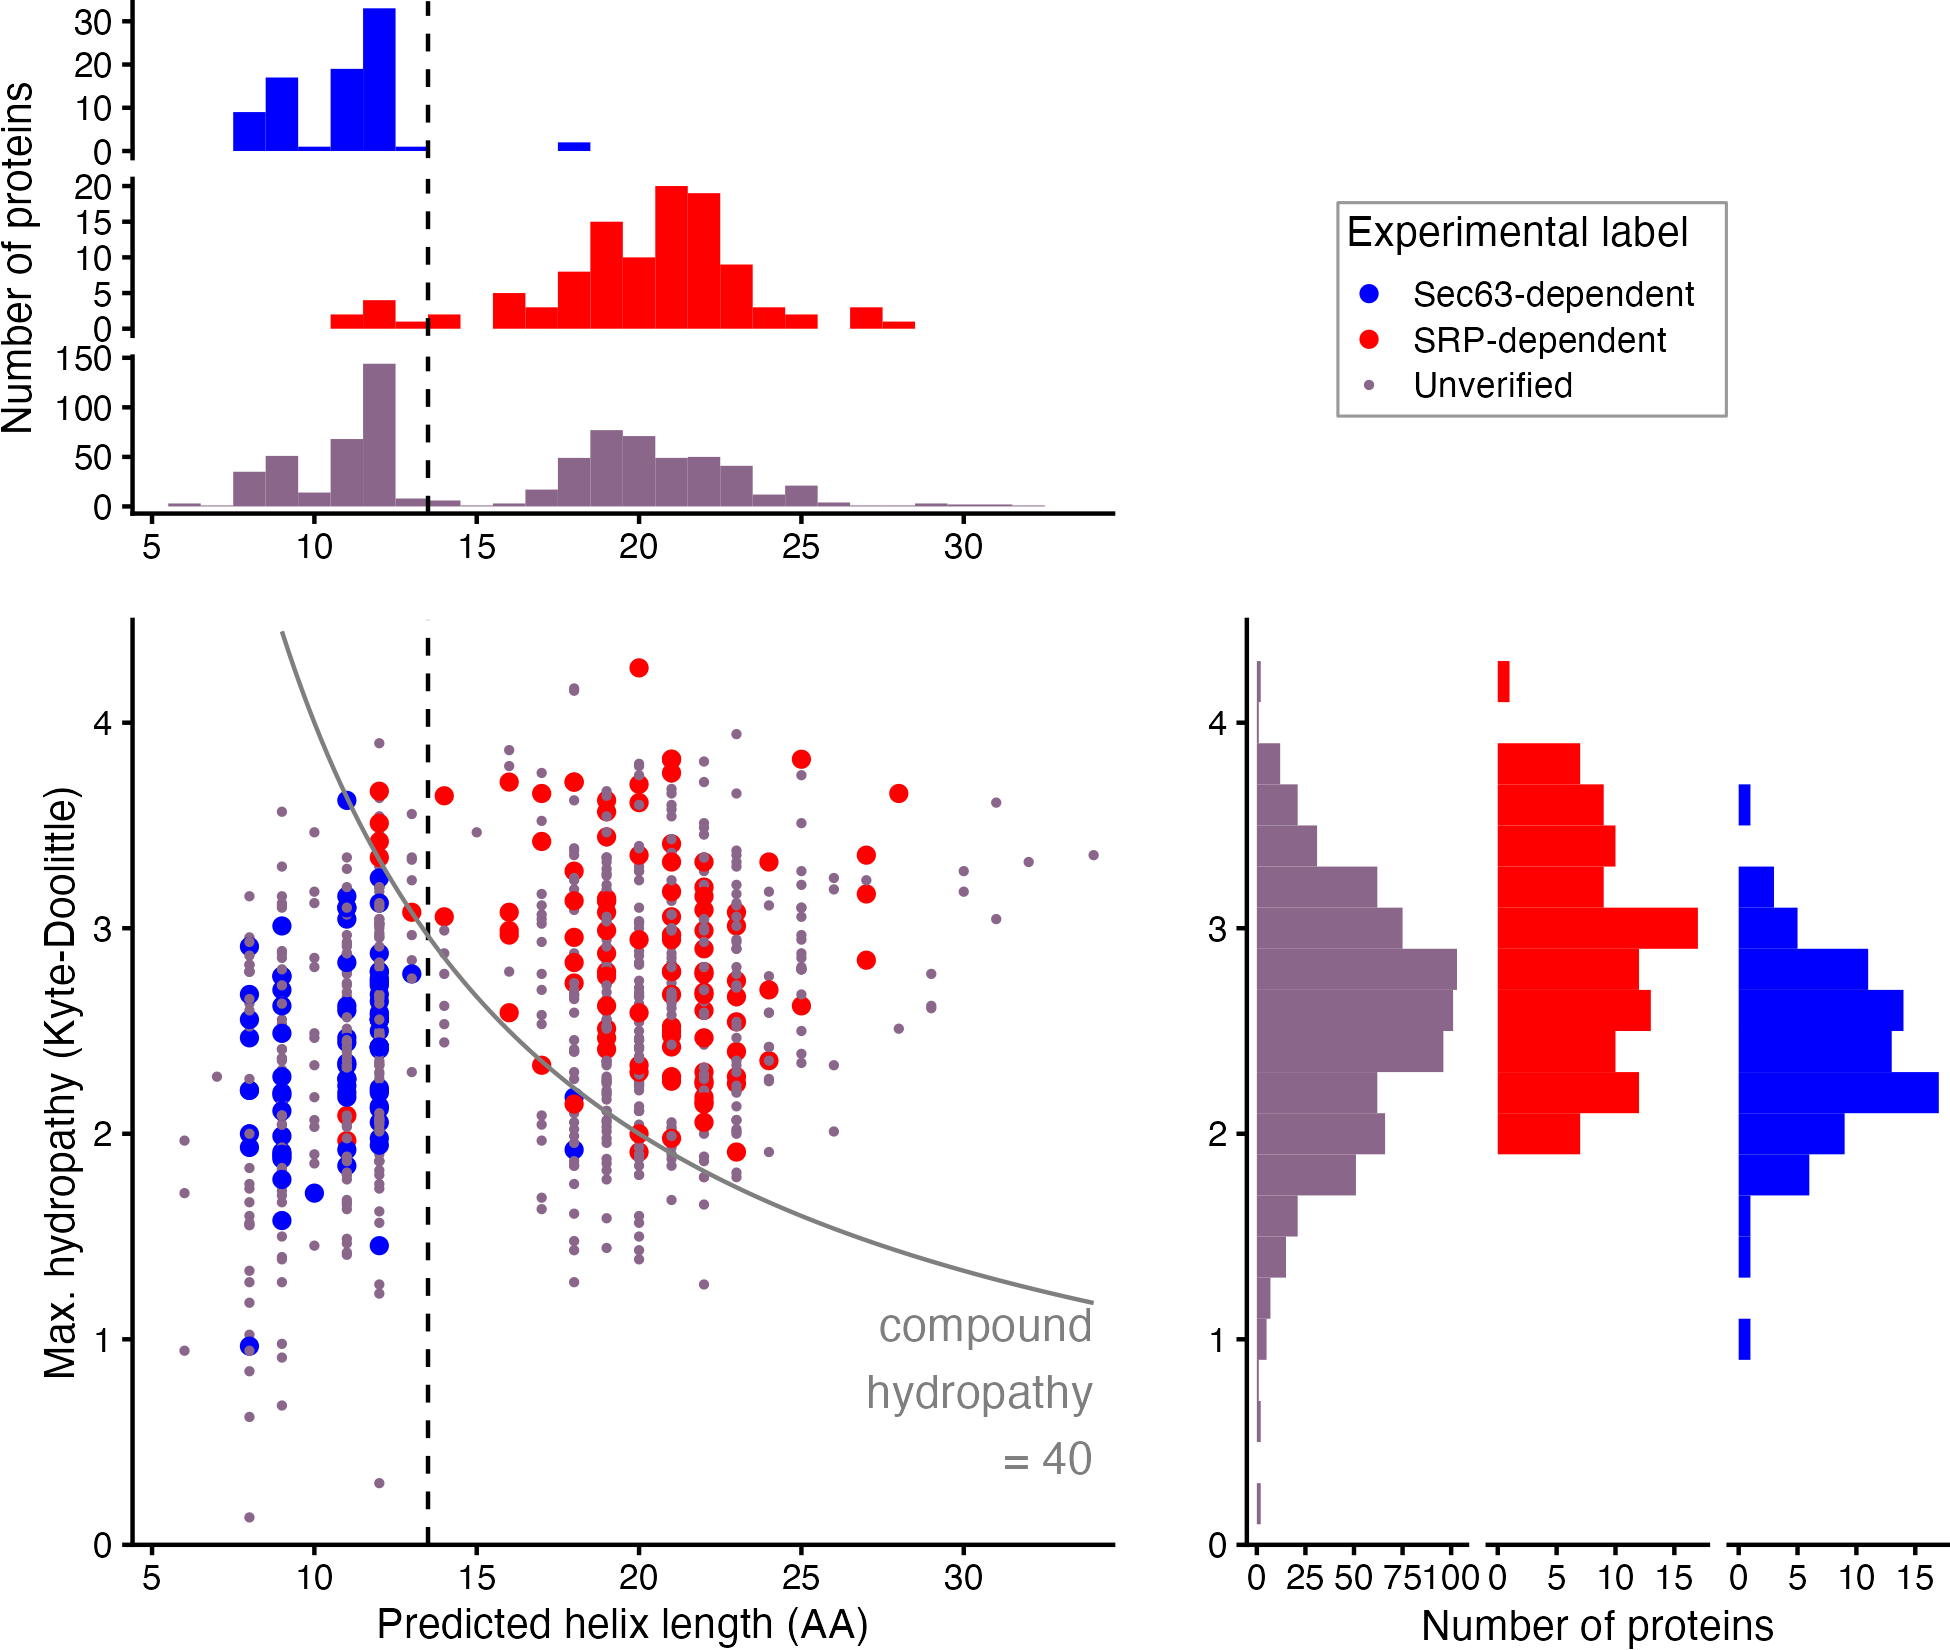 Number of proteins
30
20
10
0
20
15
10
5
0
150
100
50
0
5 10 15 20 25 30
Experimental label
Sec63-dependent
SRP-dependent
Unverified
Max. hydropathy (Kyte-Doolittle)
4
3
2
1
0
compound
hydropathy
= 40
5 10 15 20 25 30
Predicted helix length (AA)
4
3
2
1
0
0 25 50 75 100 0 5 10 15 0 5 10 15
Number of proteins